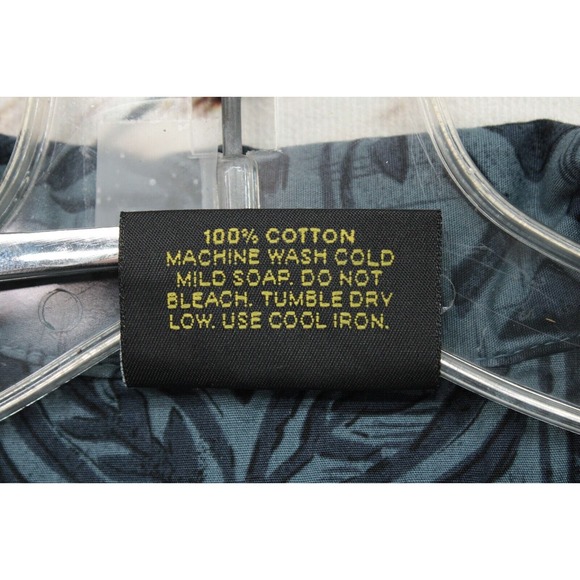 100% COTTON
MACHINE WASH COLD
MILD SOAP. DO NOT
BLEACH. TUMBLE DRY
LOW. USE COOL IRON.